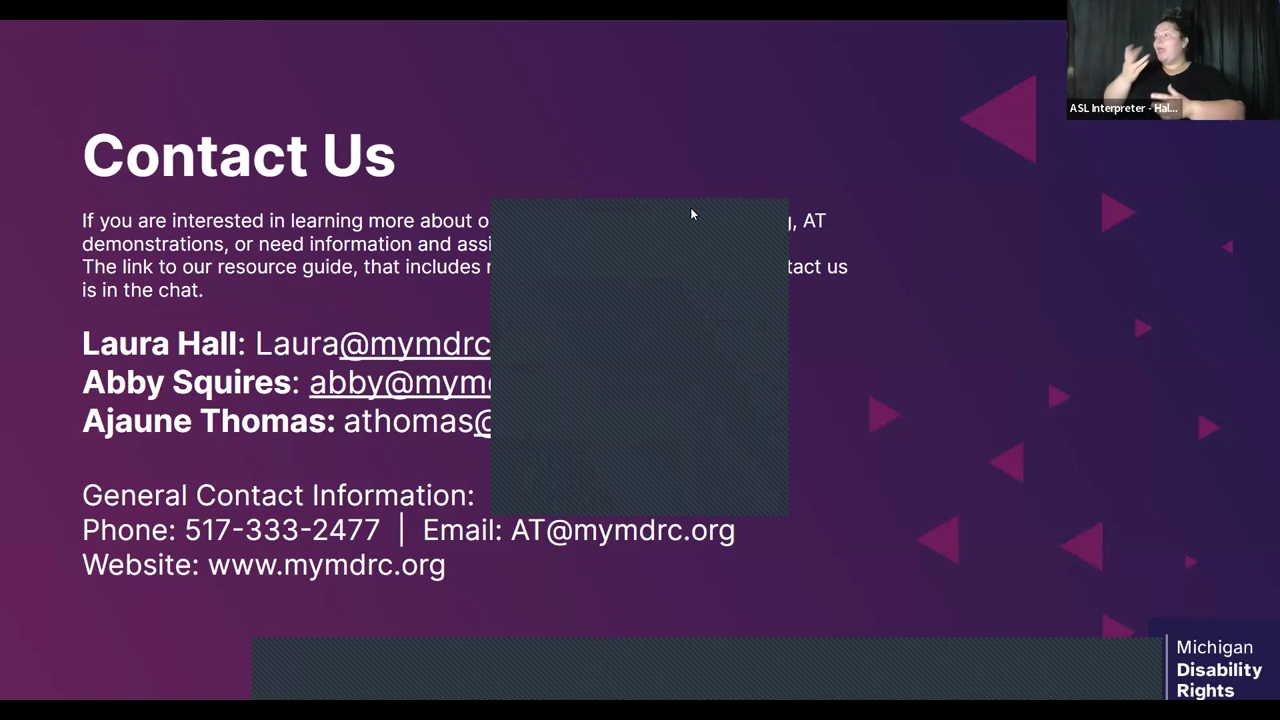 ASL Interpreter - Hal...
Contact Us
If you are interested in learning more about , AT
demonstrations, or need information and
The link to our resource guide, that includes us
is in the chat.
Laura Hall: Laura@mymdrc
Abby Squires: abby@mym
Ajaune Thomas: athomas@
General Contact Information:
Phone: 517-333-2477 | Email: AT@mymdrc.org
Website: www.mymdrc.org
Michigan
Disability
Rights